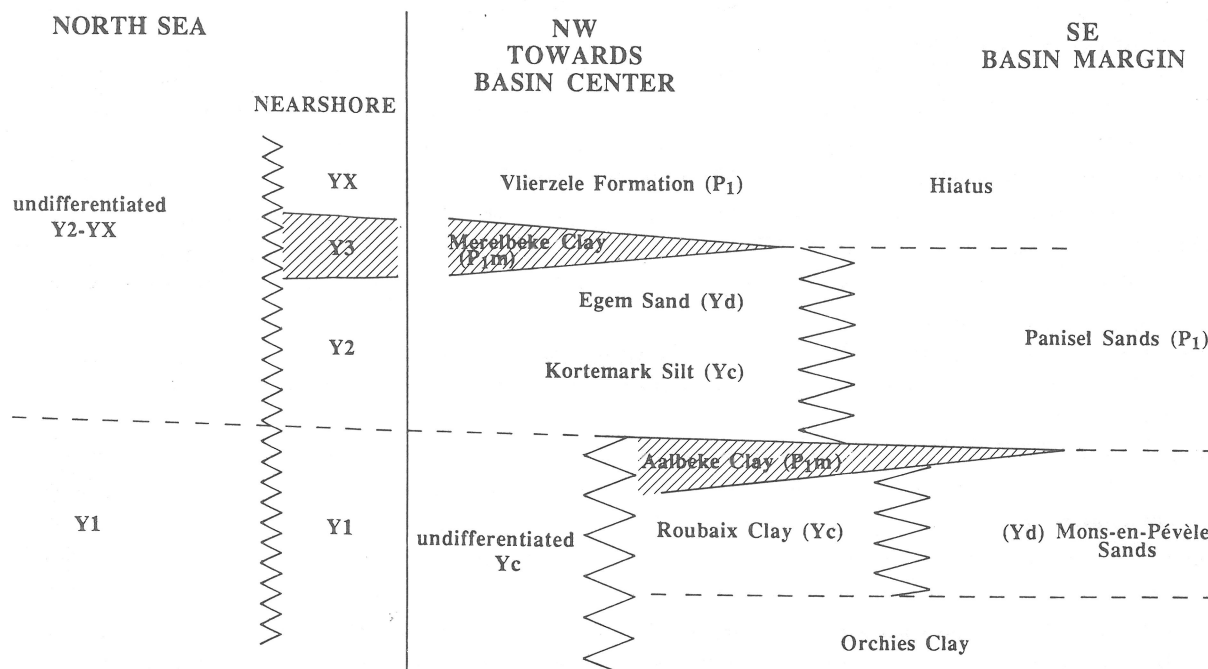 NORTH SEA
NW
TOWARDS
BASIN CENTER
SE
BASIN MARGIN
NEARSHORE
undifferentiated
Y2-YX
YX
Vlierzele Formation (P1)
Hiatus
Y3
Merelbeke Clay
(P1m)
Egem Sand (Yd)
Y2
Panisel Sands (P1)
Kortemark Silt (Yc)
Aalbeke Clay (P1m)
Y1
Y1
undifferentiated
Yc
Roubaix Clay (Yc)
(Yd) Mons-en-Pévèle
Sands
Orchies Clay